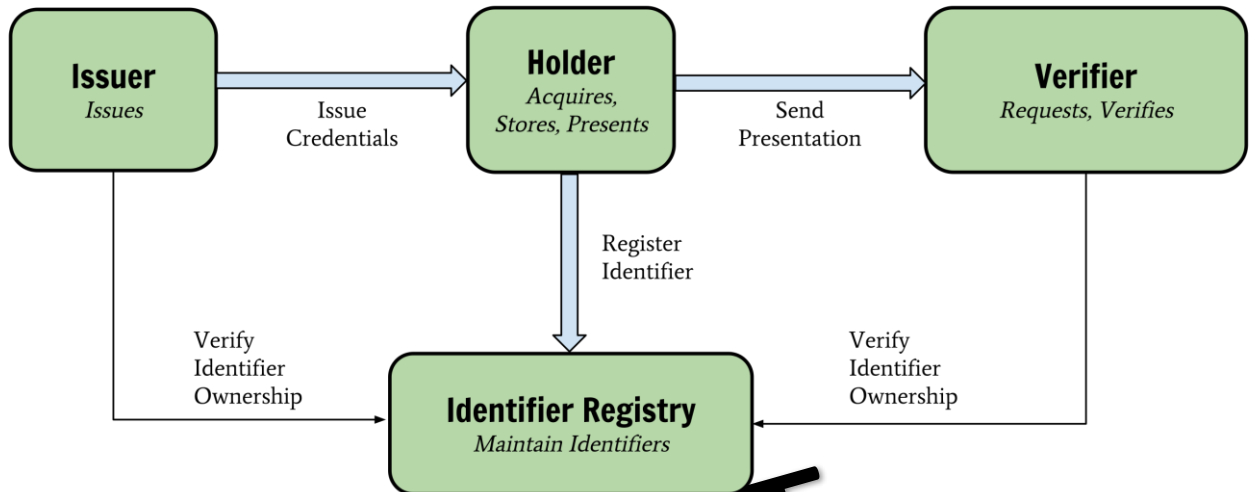 Issuer
Issues
Issue
Credentials
Holder
Acquires,
Stores, Presents
Send
Presentation
Verifier
Requests, Verifies
Register
Identifier
Verify
Identifier
Ownership
Verify
Identifier
Ownership
Identifier Registry
Maintain Identifiers